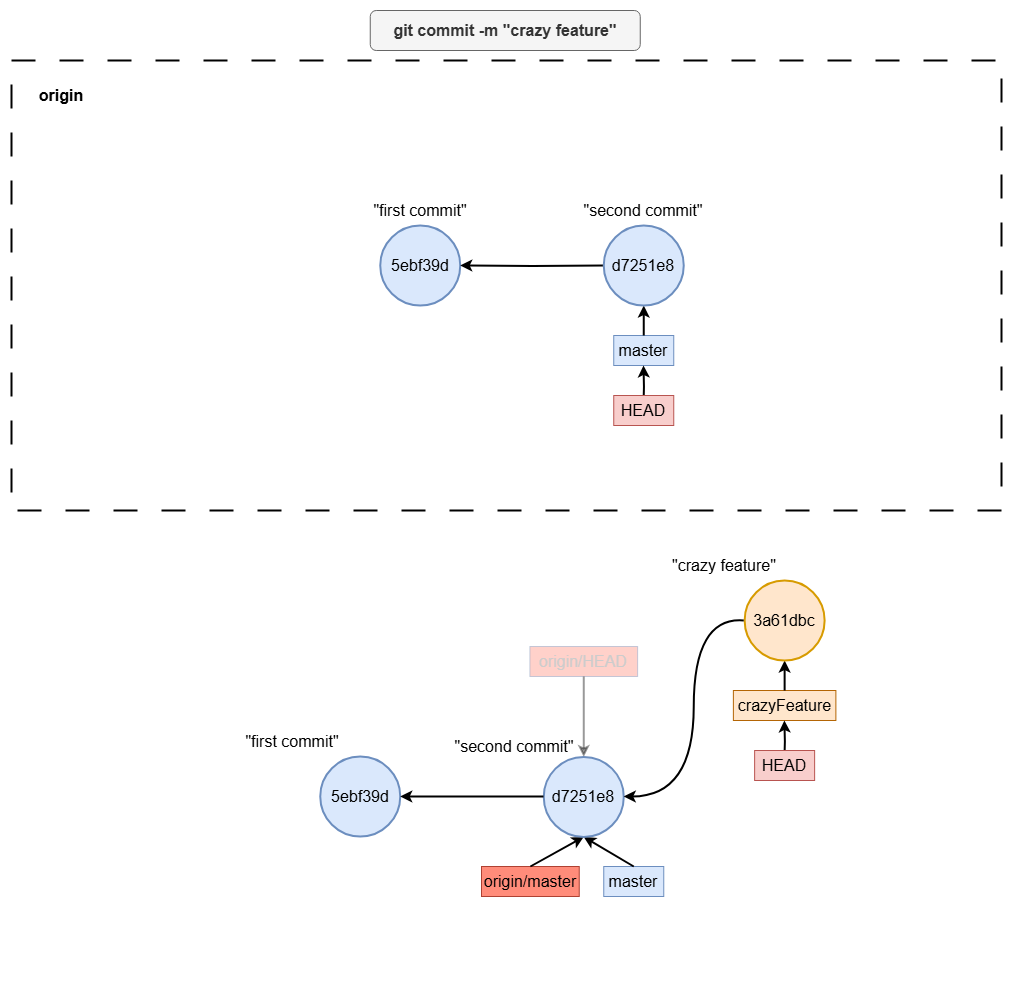 git commit -m "crazy feature"
origin
"first commit"
"second commit"
5ebf39d
d7251e8
master
HEAD
"crazy feature"
3a61dbc
origin/HEAD
crazyFeature
"first commit"
"second commit"
HEAD
5ebf39d
d7251e8
origin/master
master